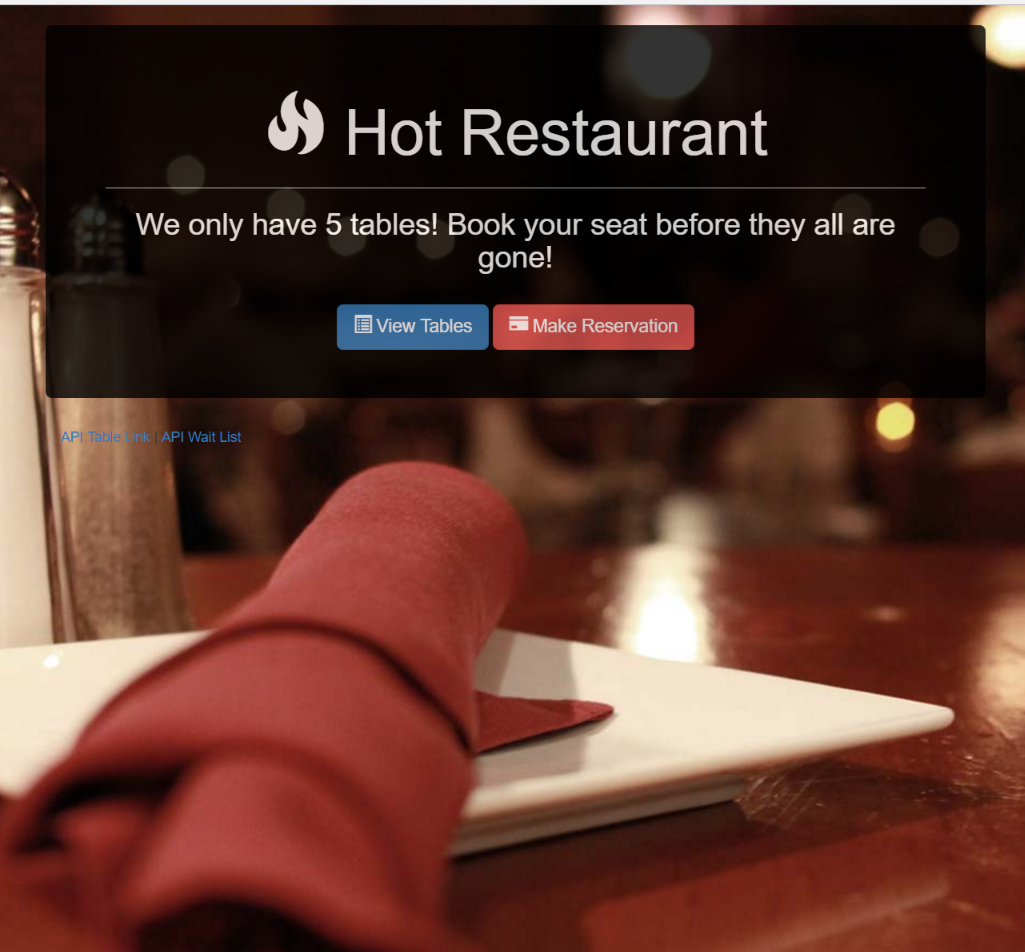 Hot Restaurant
We only have 5 tables! Book your seat before they all are
gone!
View Tables Make Reservation
API Table Link | API Wait List